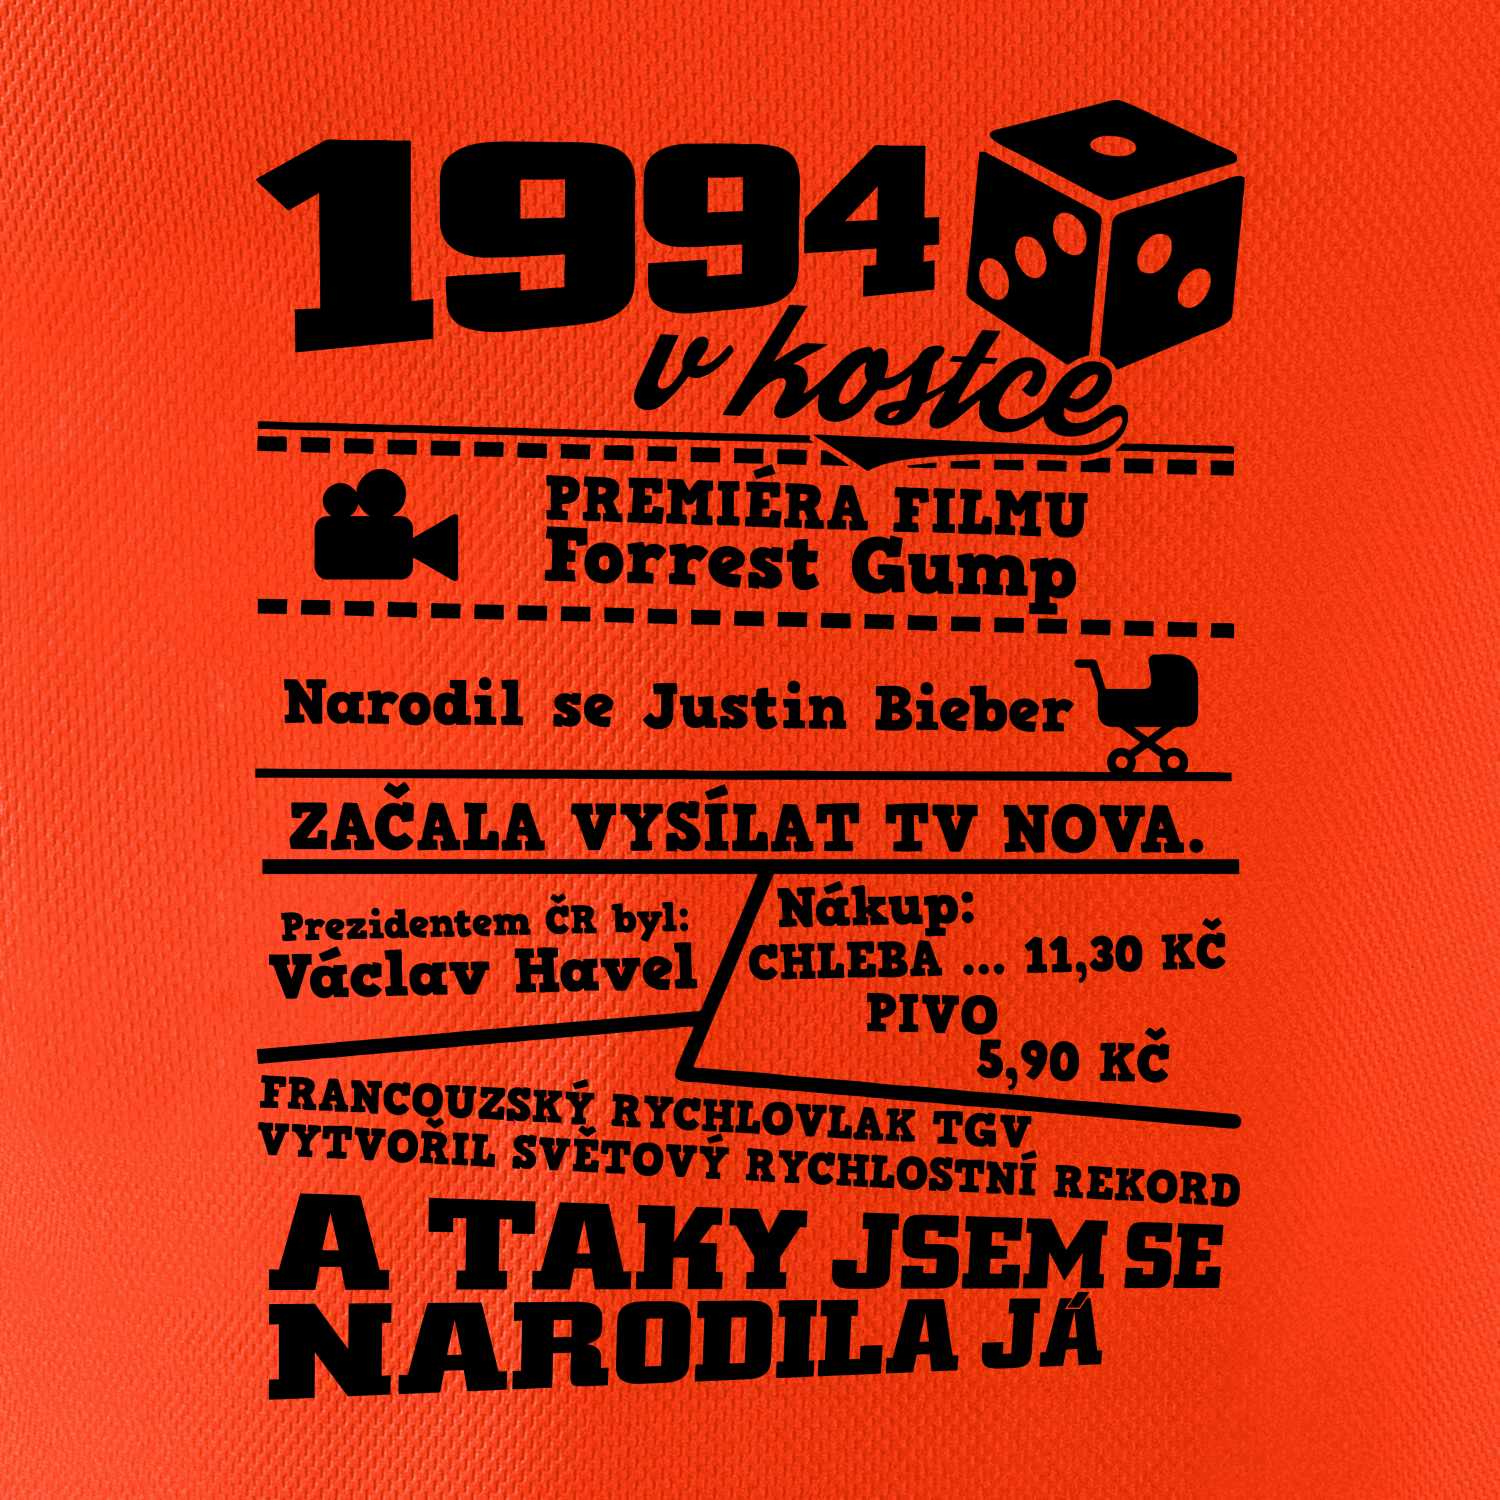 1994
v kostce
PREMIÉRA FILMU
Forrest Gump
Narodil se Justin Bieber
ZAČALA VYSÍLAT TV NOVA.
Prezidentem ČR byl:
Václav Havel
Nákup:
CHLEBA ... 11,30 KČ
PIVO
5,90 KČ
FRANCOUZSKÝ RYCHLOVLAK TGV
VYTVOŘIL SVĚTOVÝ RYCHLOSTNÍ REKORD
A TAKY JSEM SE
NARODILA JÁ